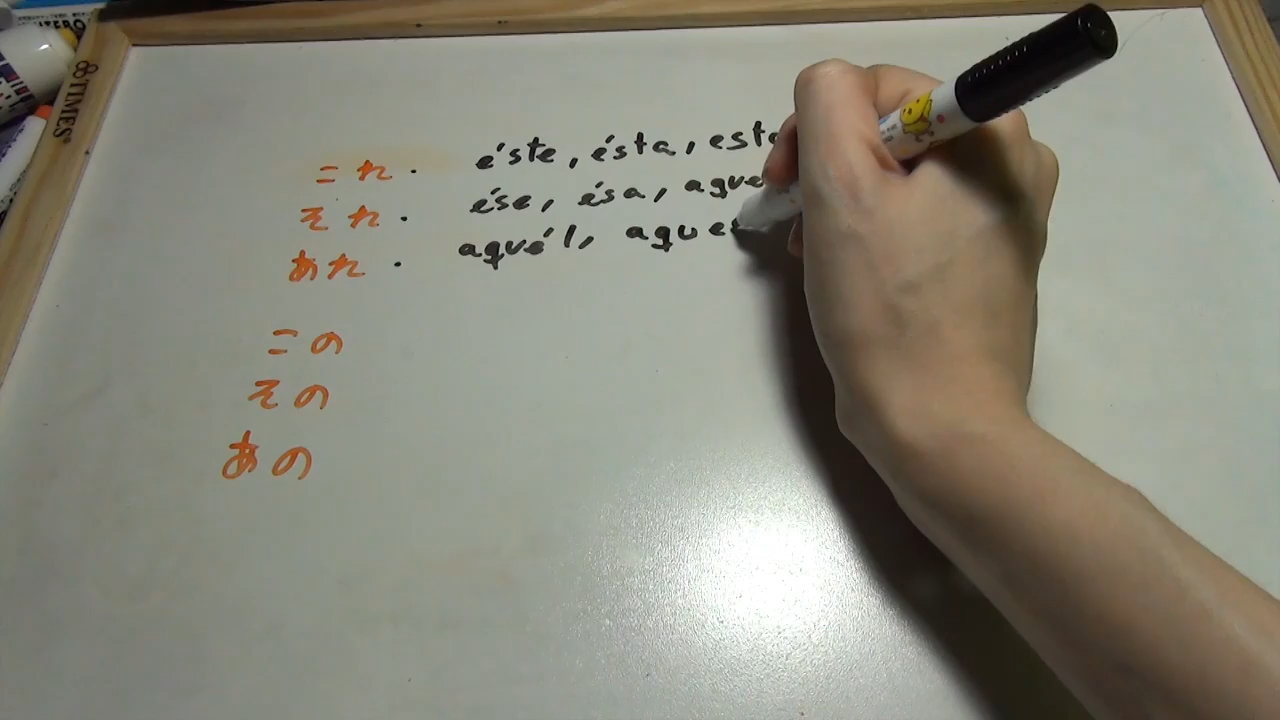 TIMES
これ. éste, ésta, esto
それ. ése, ésa, aque
あれ. aquél, aque
この
その
あの